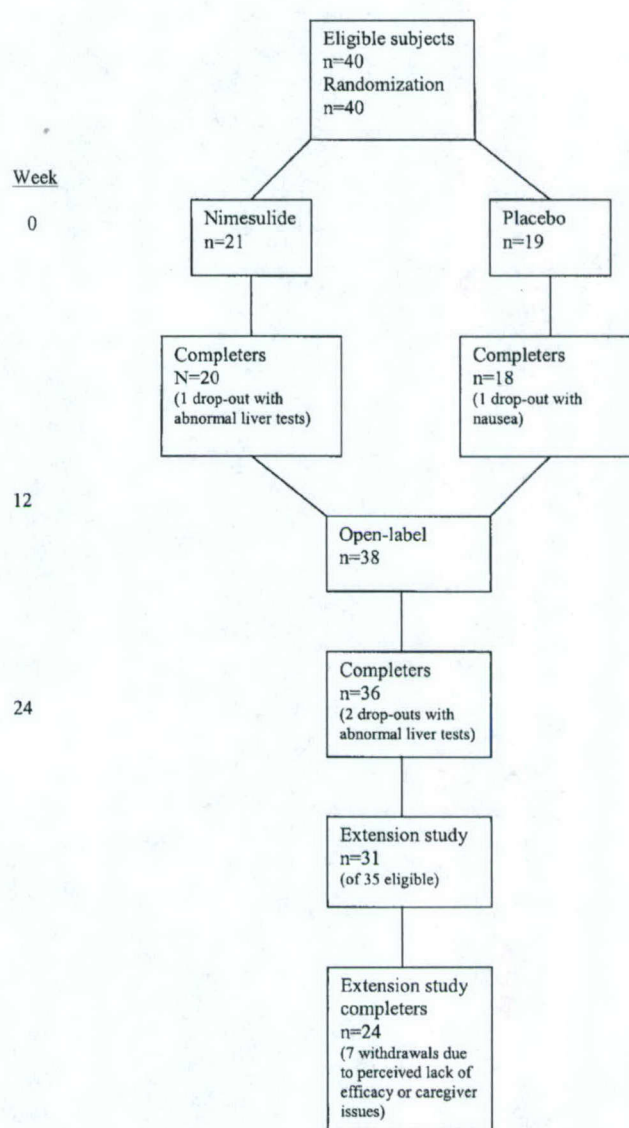 Eligible subjects
n=40
Randomization
n=40
Week
0
Nimesulide
n=21
Placebo
n=19
Completers
N=20
(1 drop-out with
abnormal liver tests)
Completers
n=18
(1 drop-out with
nausea)
12
Open-label
n=38
24
Completers
n=36
(2 drop-outs with
abnormal liver tests)
Extension study
n=31
(of 35 eligible)
Extension study
completers
n=24
(7 withdrawals due
to perceived lack of
efficacy or caregiver
issues)